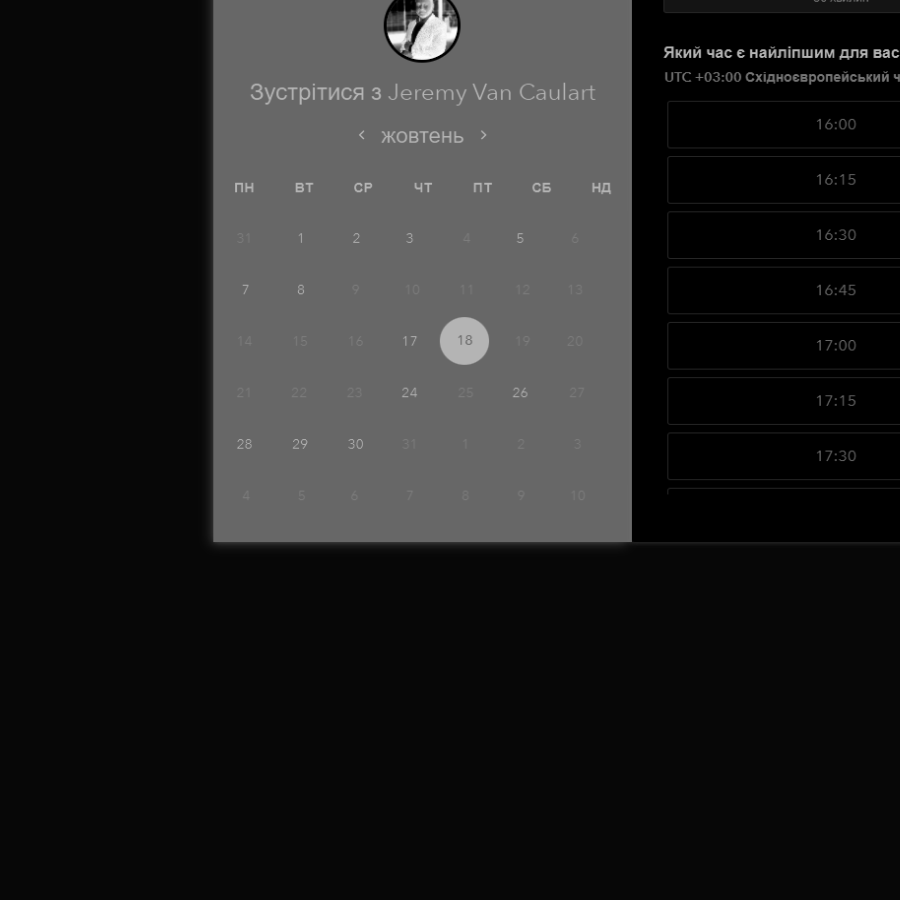 Зустрітися з Jeremy Van Caulart
жовтень
ПН ВТ СР ЧТ ПТ СБ НД
31 1 2 3 4 5 6
7 8 9 10 11 12 13
14 15 16 17 18 19 20
21 22 23 24 25 26 27
28 29 30 31 1 2 3
4 5 6 7 8 9 10
Який час є найліпшим для вас
UTC +03:00 Східноєвропейський ч
16:00
16:15
16:30
16:45
17:00
17:15
17:30